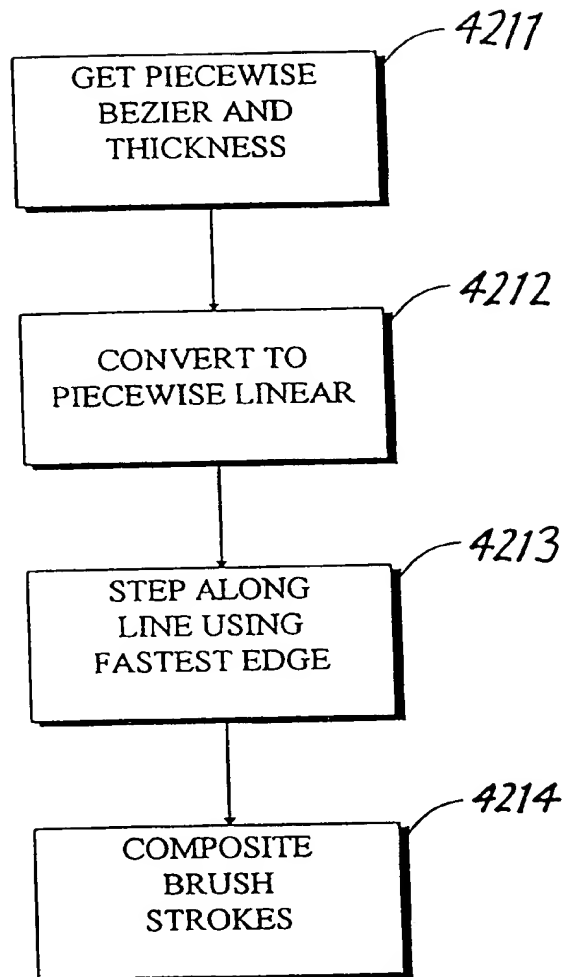 4211
GET PIECEWISE
BEZIER AND
THICKNESS
4212
CONVERT TO
PIECEWISE LINEAR
4213
STEP ALONG
LINE USING
FASTEST EDGE
4214
COMPOSITE
BRUSH
STROKES